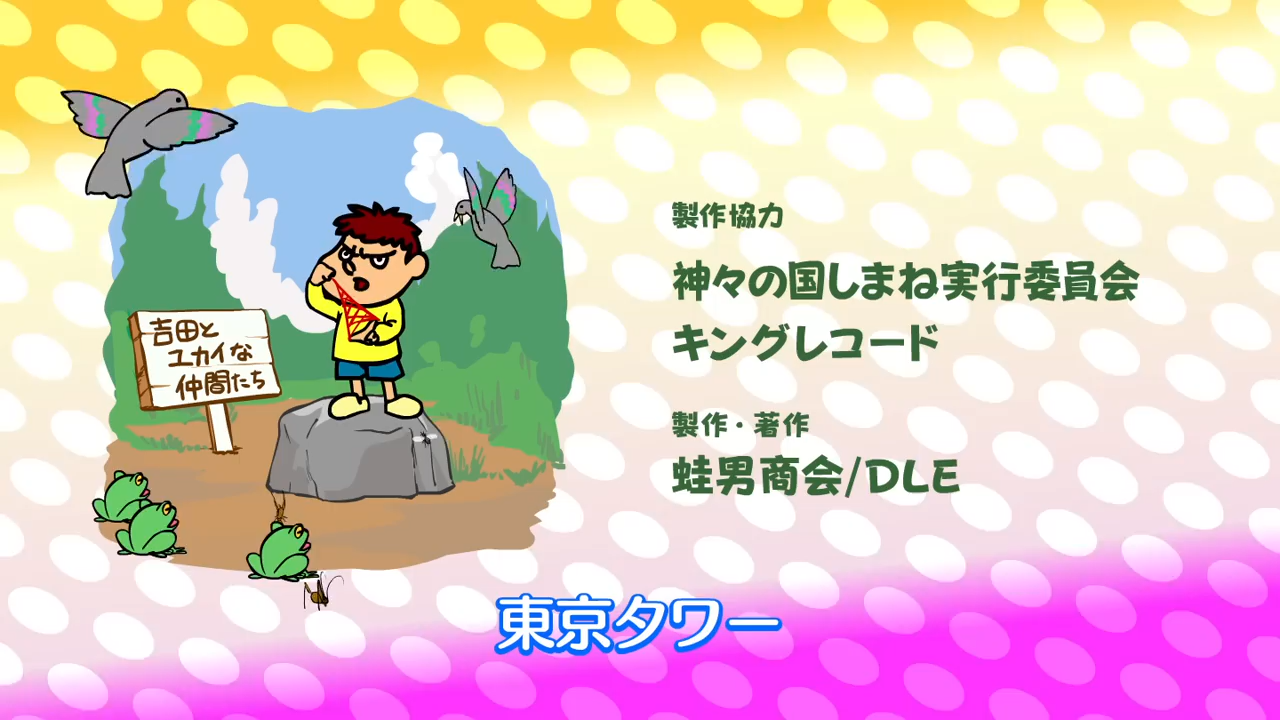 吉田と
ユカイな
仲間たち
製作協力
神々の国しまね実行委員会
キングレコード
製作・著作
蛙男商会/DLE
東京タワー